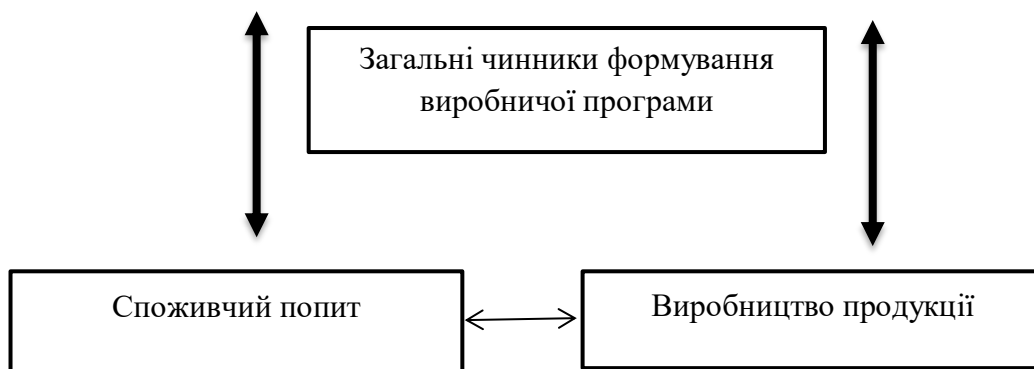 Загальні чинники формування
виробничої програми
Споживчий попит
Виробництво продукції